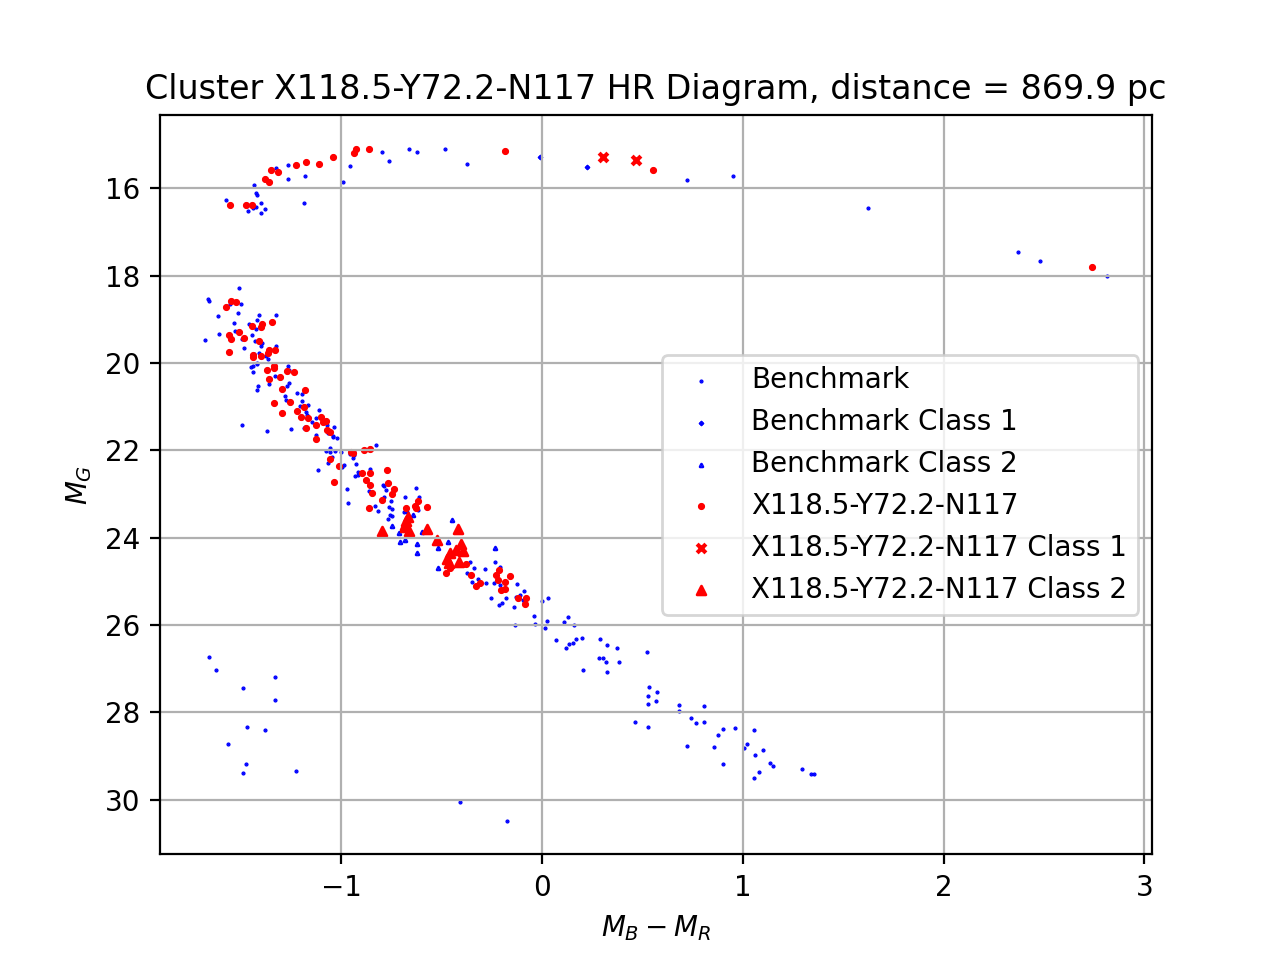 Cluster X118.5-Y72.2-N117 HR Diagram, distance = 869.9 pc
16
18
20
22
24
26
28
30
M_G
Benchmark
Benchmark Class 1
Benchmark Class 2
X118.5-Y72.2-N117
X118.5-Y72.2-N117 Class 1
X118.5-Y72.2-N117 Class 2
−1 0 1 2 3
M_B − M_R